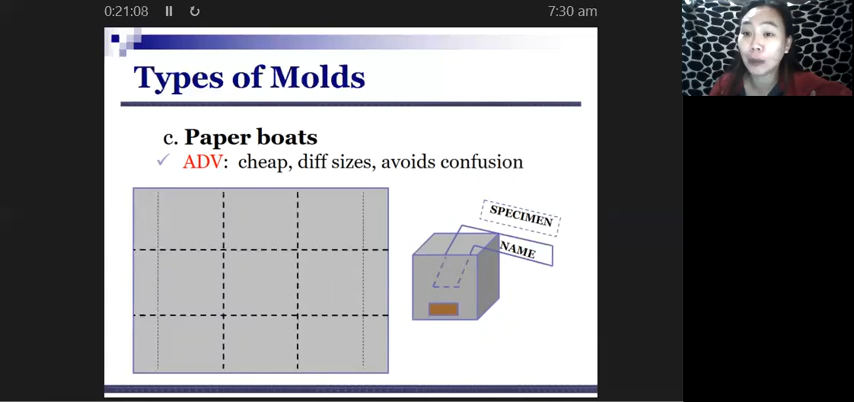 0:21:08
7:30 am
Types of Molds
c. Paper boats
✓ ADV: cheap, diff sizes, avoids confusion
SPECIMEN
NAME